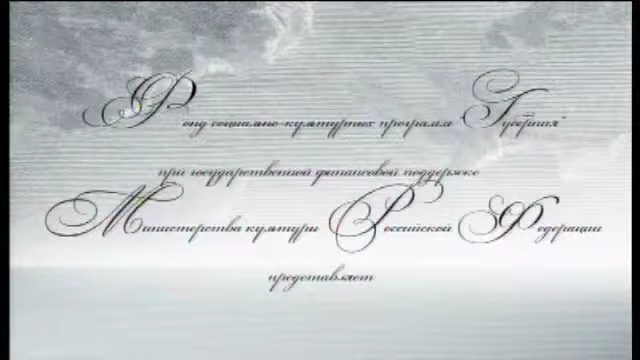 Фонд социально-культурных программ "Губерния"
при государственной финансовой поддержке
Министерства культуры Российской Федерации
представляет